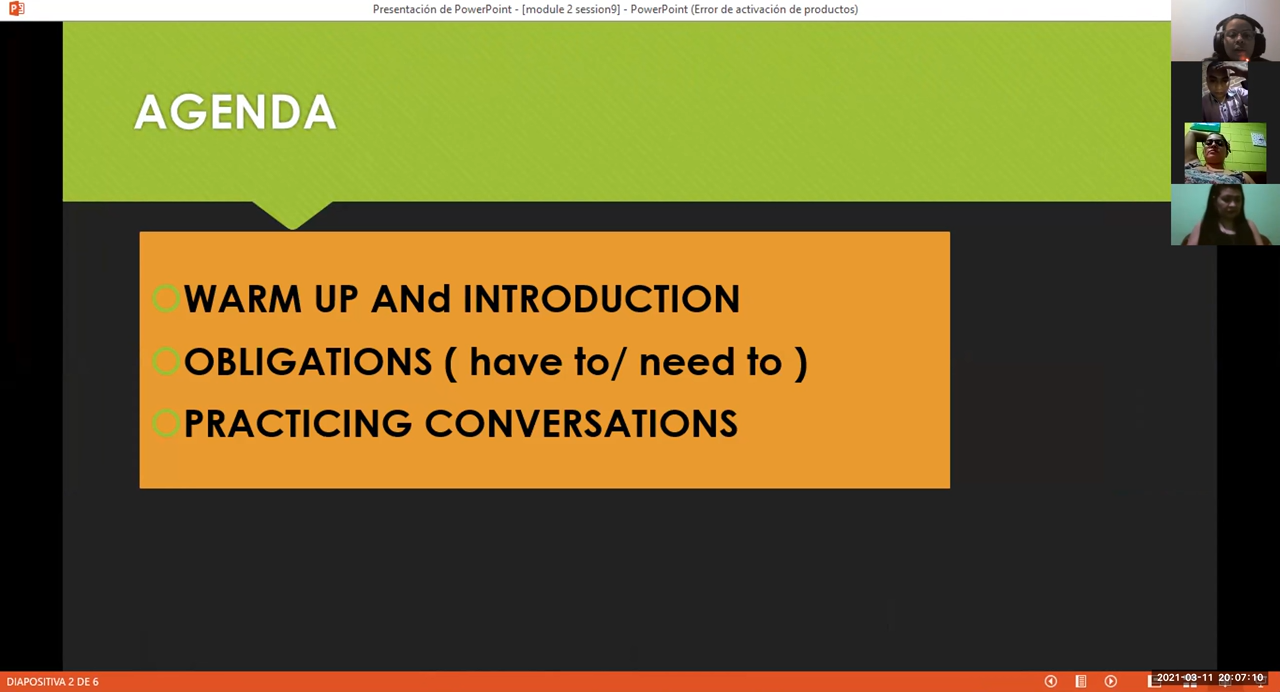 Presentación de PowerPoint - [module 2 session9] - PowerPoint (Error de activación de productos)
AGENDA
WARM UP ANd INTRODUCTION
OBLIGATIONS ( have to/ need to )
PRACTICING CONVERSATIONS
DIAPOSITIVA 2 DE 6
2021-03-11 20:07:10